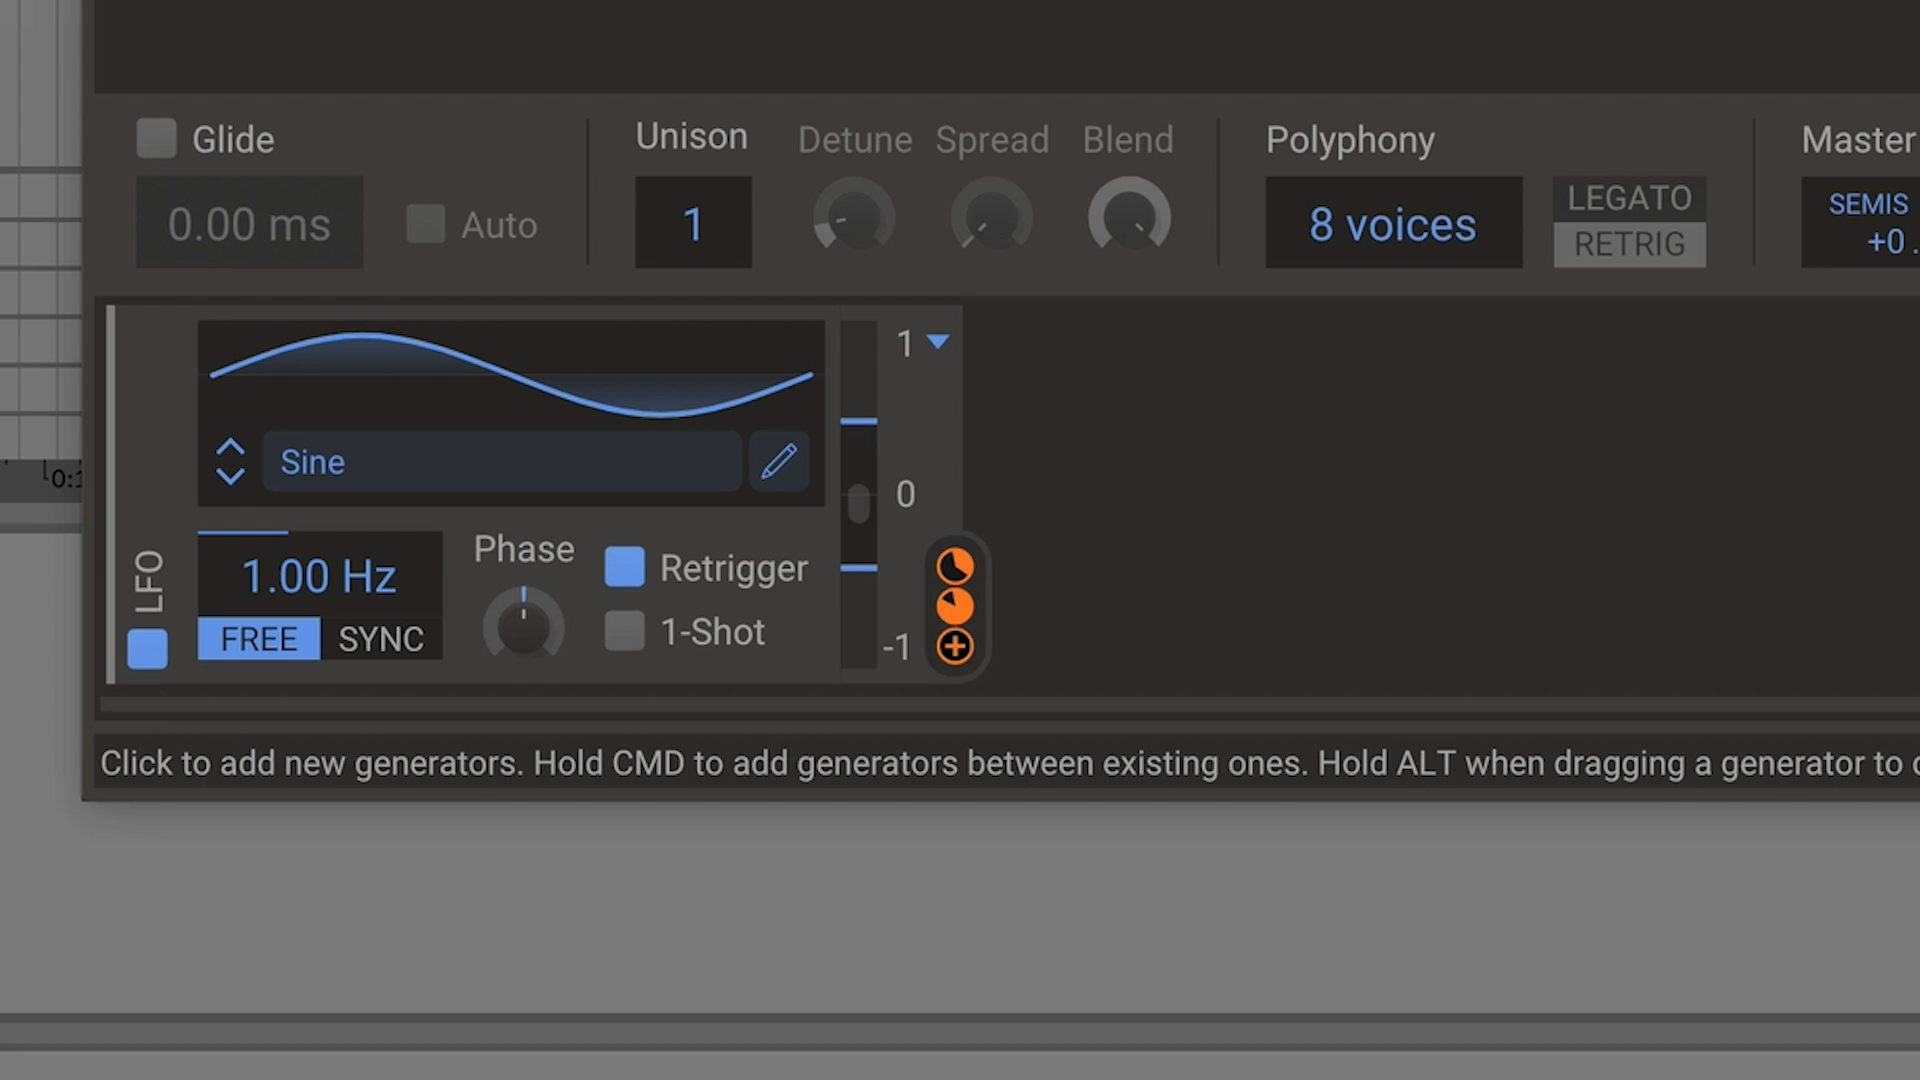 Glide
0.00 ms
Auto
Unison
1
Detune
Spread
Blend
Polyphony
8 voices
LEGATO
RETRIG
Master
SEMIS
+0.
Sine
LFO
1.00 Hz
FREE
SYNC
Phase
Retrigger
1-Shot
1
0
-1
Click to add new generators. Hold CMD to add generators between existing ones. Hold ALT when dragging a generator to